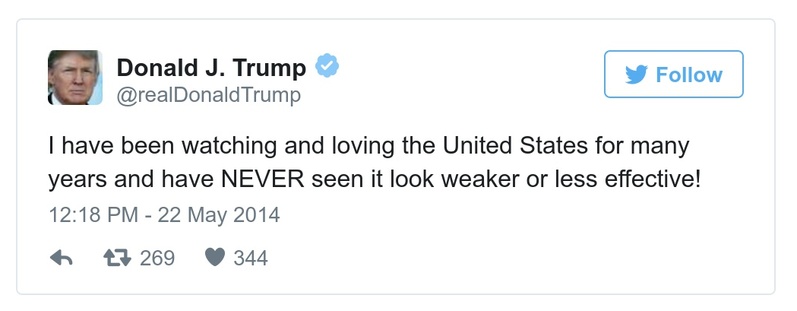 Donald J. Trump
@realDonaldTrump
Follow
I have been watching and loving the United States for many
years and have NEVER seen it look weaker or less effective!
12:18 PM - 22 May 2014
269 344